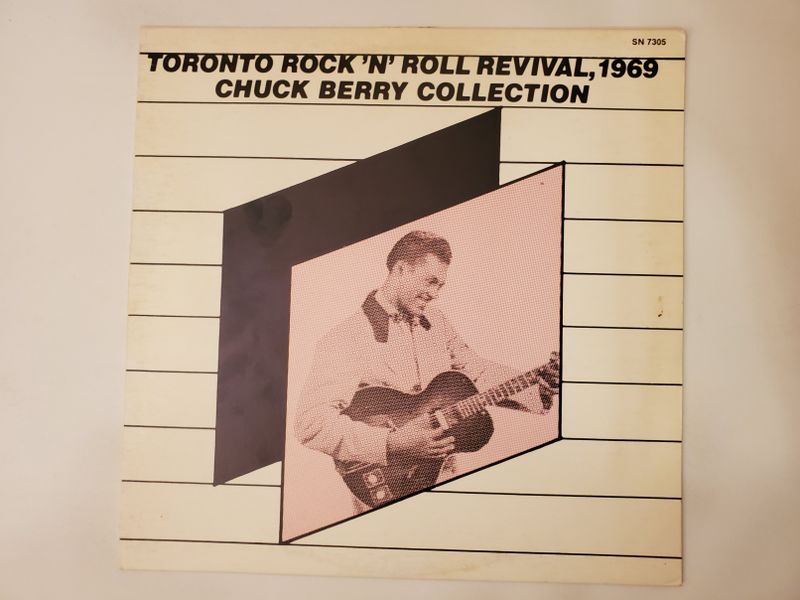 SN 7305
TORONTO ROCK 'N' ROLL REVIVAL, 1969
CHUCK BERRY COLLECTION